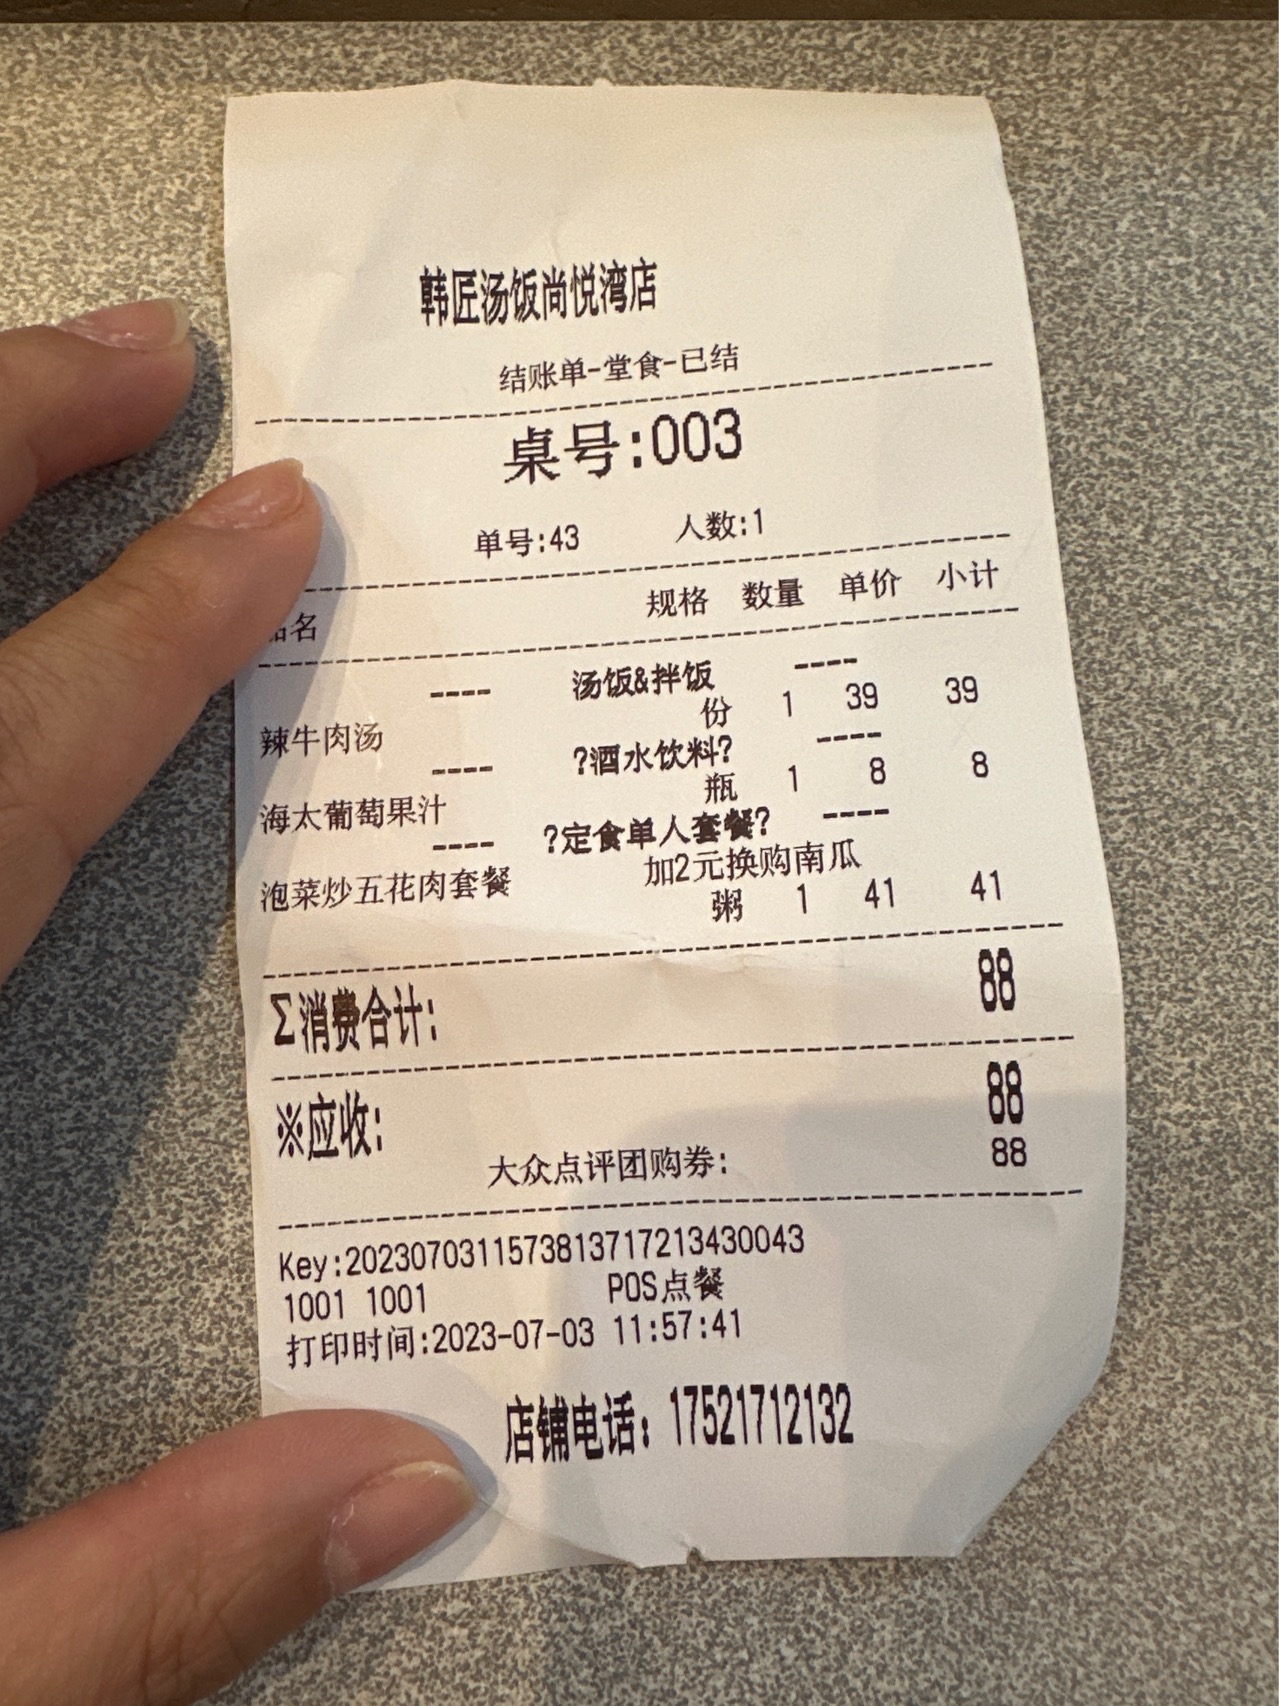 韩匠汤饭尚悦湾店
结账单-堂食-已结
桌号:003
单号:43 人数:1
品名 规格 数量 单价 小计
---- 汤饭&拌饭 ----
辣牛肉汤 份 1 39 39
---- ?酒水饮料? ----
海太葡萄果汁 瓶 1 8 8
---- ?定食单人套餐? ----
泡菜炒五花肉套餐 加2元换购南瓜
粥 1 41 41
Σ消费合计: 88
※应收: 88
大众点评团购券: 88
Key:2023070311573813717213430043
1001 1001 POS点餐
打印时间:2023-07-03 11:57:41
店铺电话: 17521712132